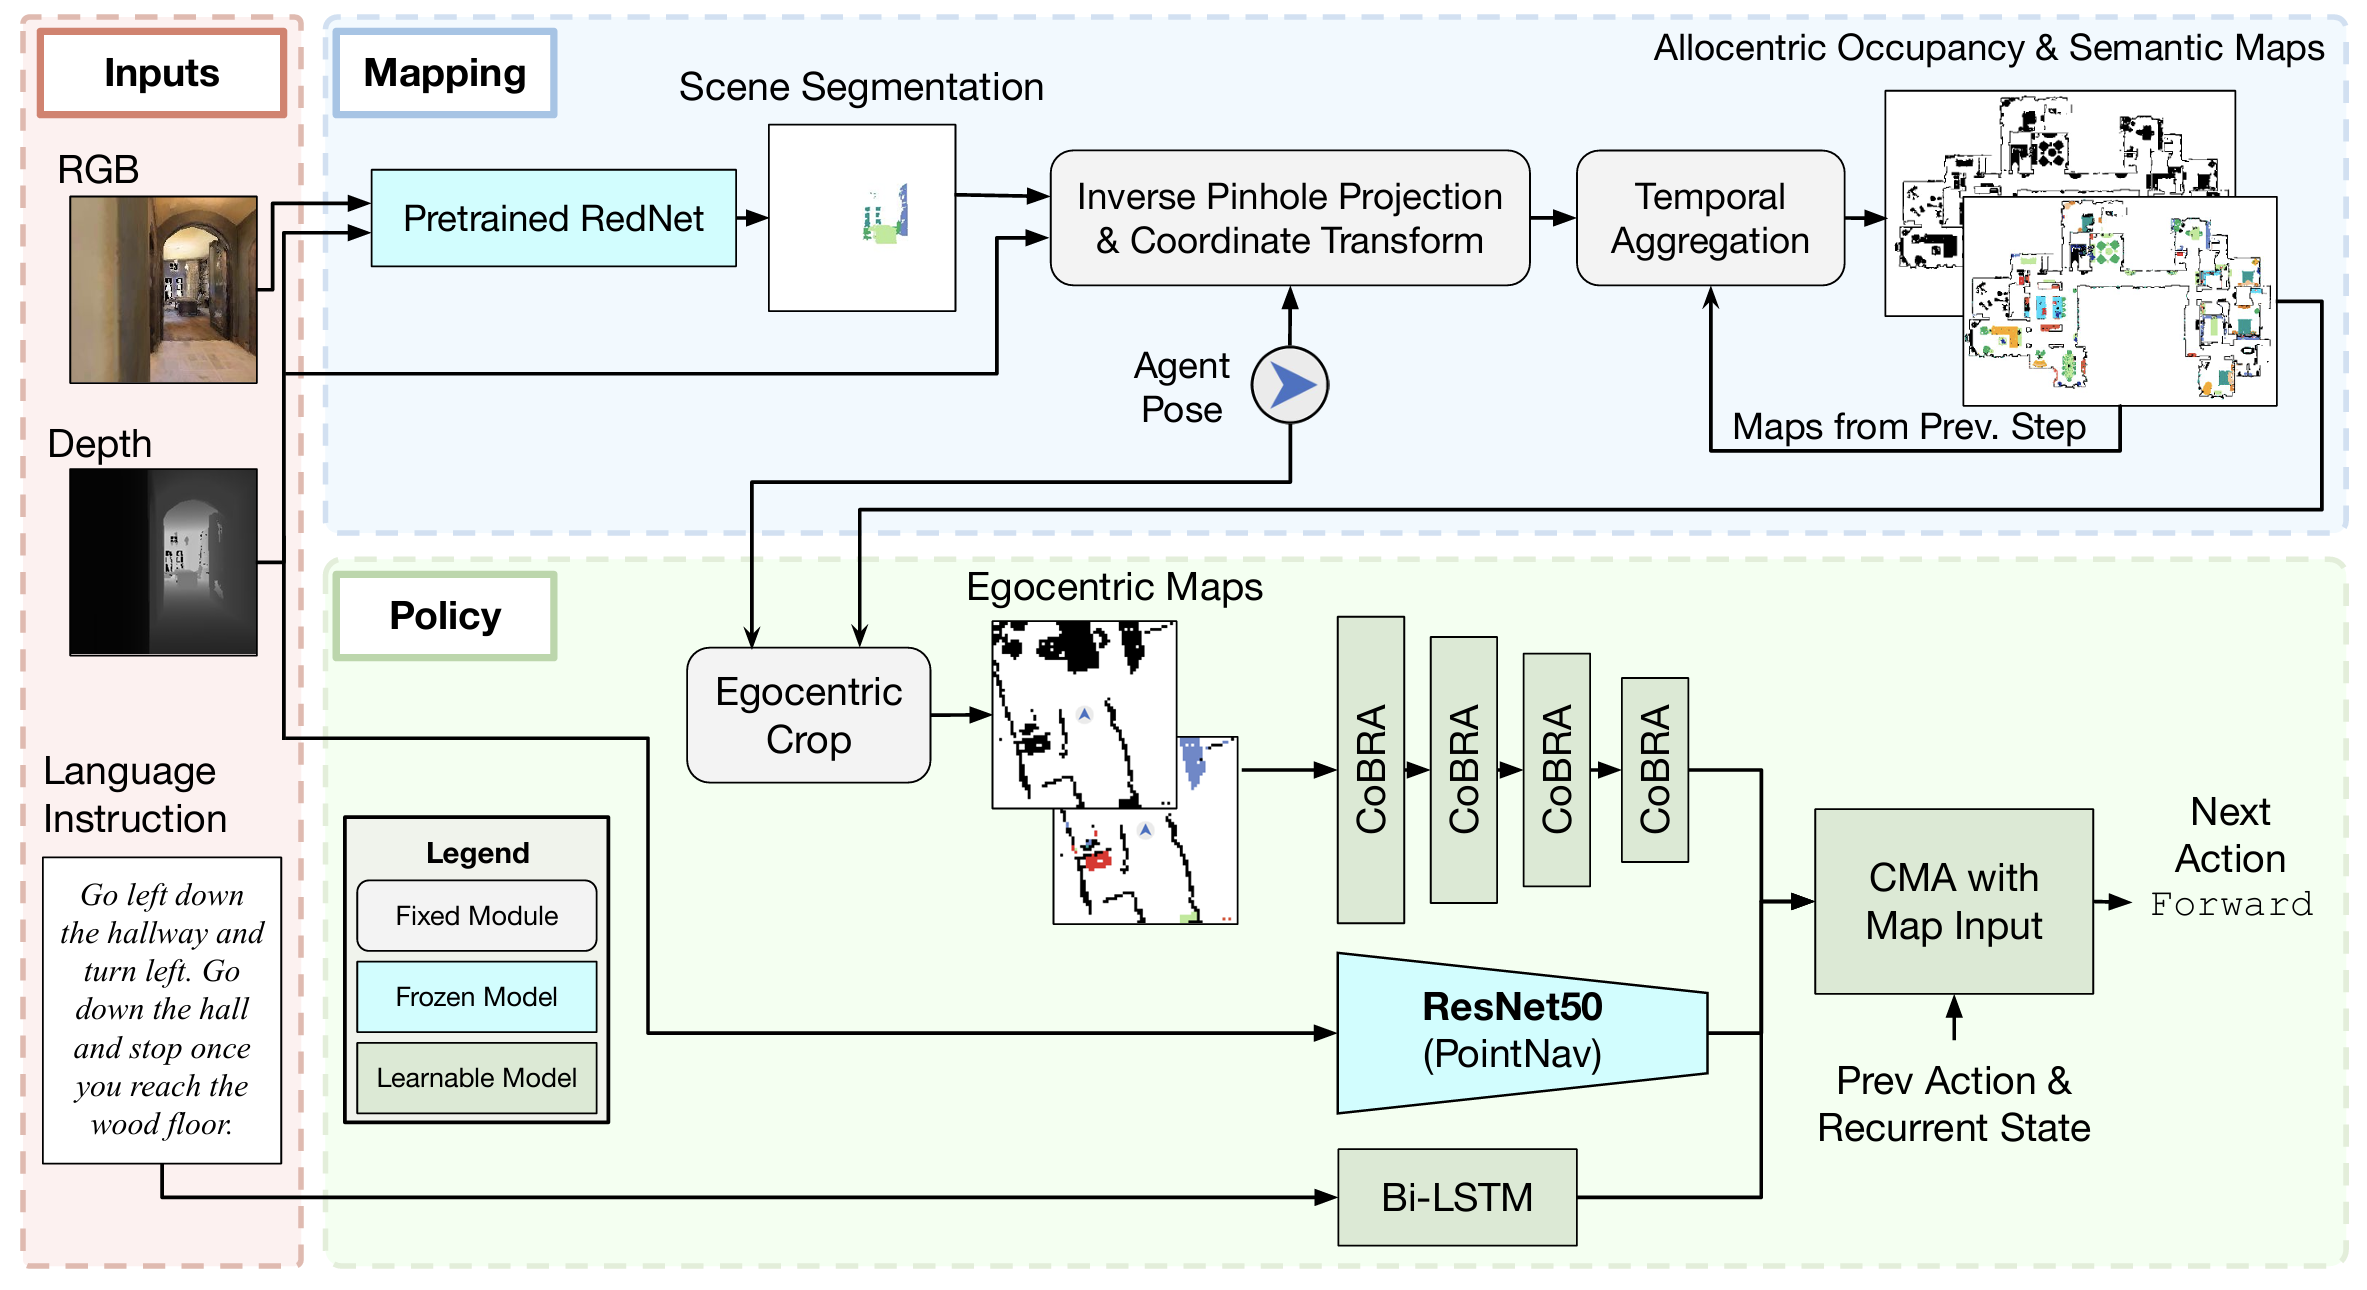 Inputs
RGB
Depth
Language
Instruction
Go left down
the hallway and
turn left. Go
down the hall
and stop once
you reach the
wood floor.
Mapping
Scene Segmentation
Allocentric Occupancy & Semantic Maps
Pretrained RedNet
Inverse Pinhole Projection
& Coordinate Transform
Temporal
Aggregation
Agent
Pose
Maps from Prev. Step
Policy
Egocentric Maps
Egocentric
Crop
CoBRA
CoBRA
CoBRA
CoBRA
CMA with
Map Input
Next
Action
Forward
Legend
Fixed Module
Frozen Model
Learnable Model
ResNet50
(PointNav)
Prev Action &
Recurrent State
Bi-LSTM